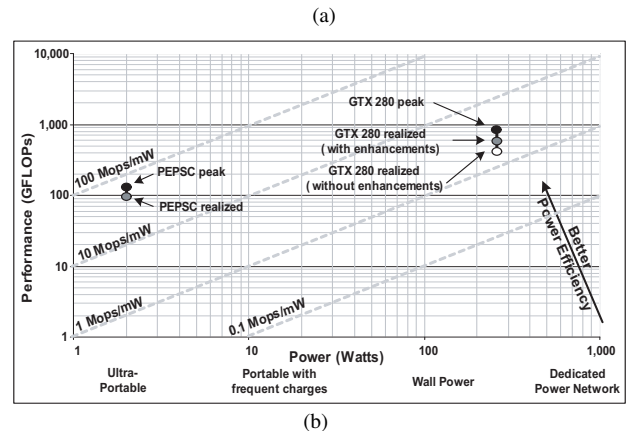 (a)
10,000
1,000
100
10
1
Performance (GFLOPs)
100 Mops/mW
10 Mops/mW
1 Mops/mW
0.1 Mops/mW
PEPSC peak
PEPSC realized
GTX 280 peak
GTX 280 realized
(with enhancements)
GTX 280 realized
(without enhancements)
Better
Power Efficiency
1
10
100
1,000
Power (Watts)
Ultra-
Portable
Portable with
frequent charges
Wall Power
Dedicated
Power Network
(b)